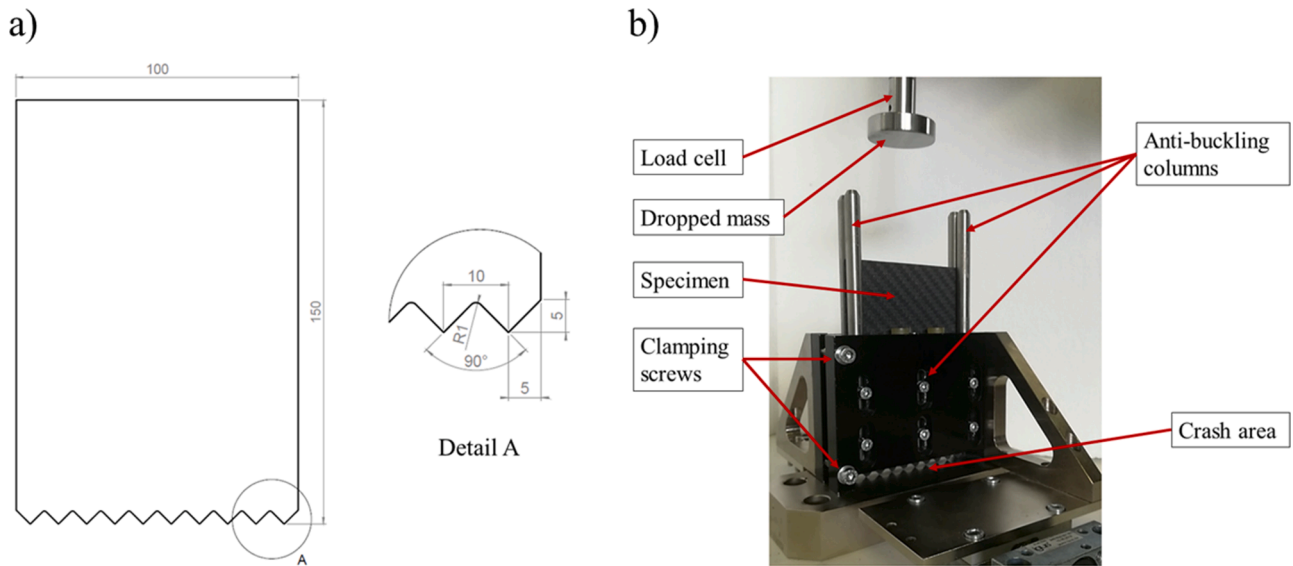 a)
100
150
A
10
R1
90°
5
5
Detail A
b)
Load cell
Dropped mass
Specimen
Clamping
screws
Anti-buckling
columns
Crash area